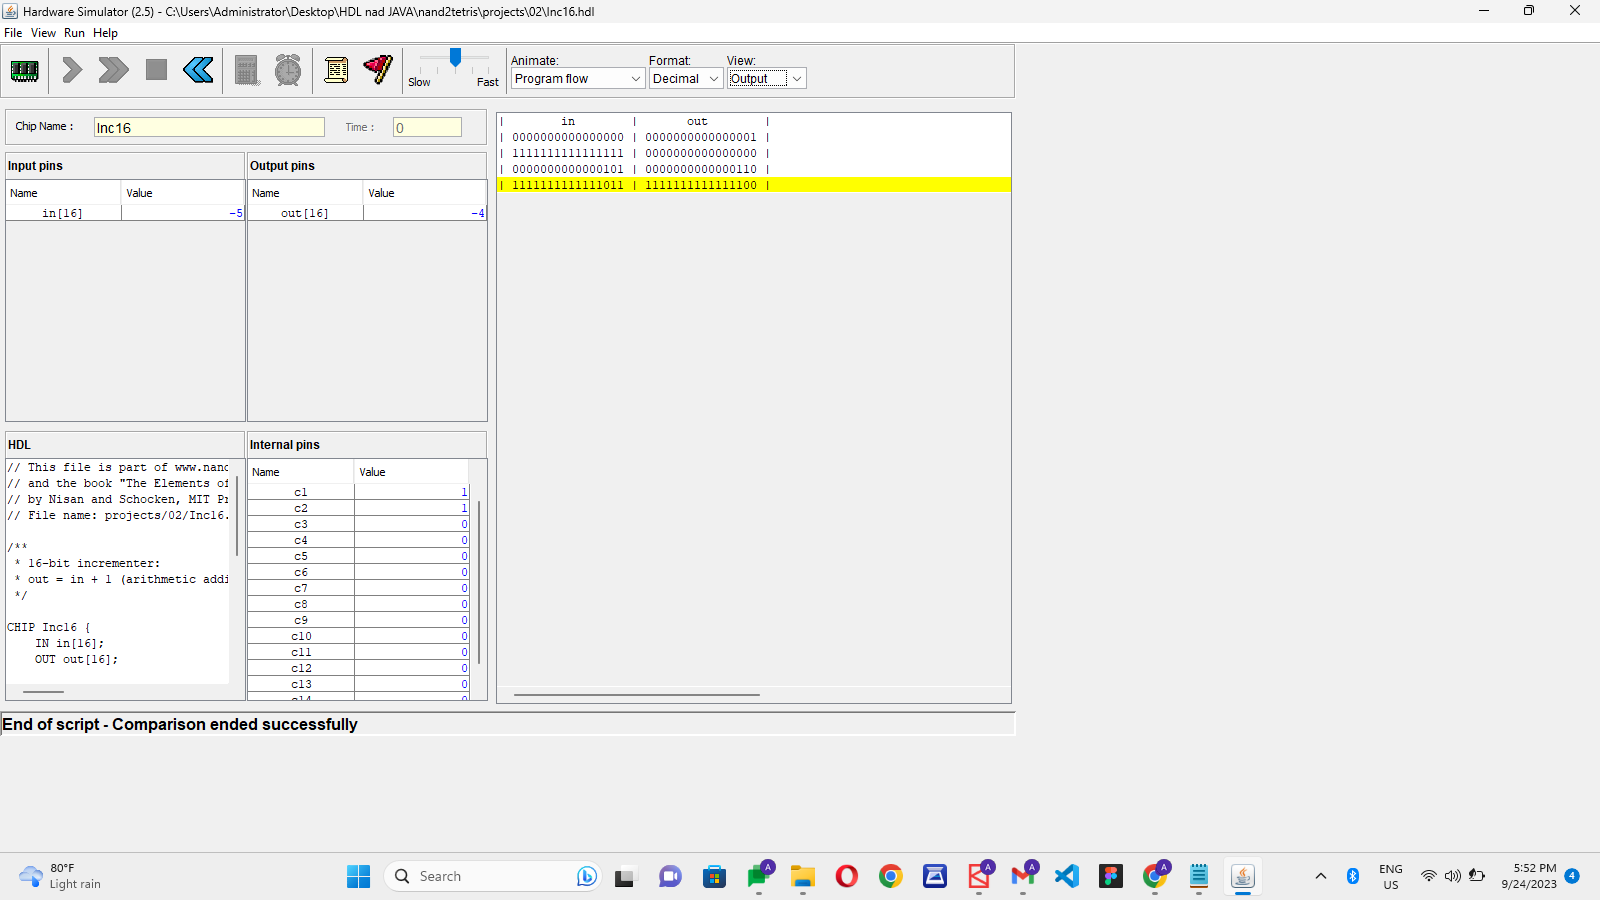 Hardware Simulator (2.5) - C:\Users\Administrator\Desktop\HDL nad JAVA\nand2tetris\projects\02\Inc16.hdl
File View Run Help
Slow Fast
Animate: Format: View:
Program flow Decimal Output
Chip Name : Inc16 Time : 0
Input pins
Name Value
in[16] -5
Output pins
Name Value
out[16] -4
| in | out |
| 0000000000000000 | 0000000000000001 |
| 1111111111111111 | 0000000000000000 |
| 0000000000000101 | 0000000000000110 |
| 1111111111111011 | 1111111111111100 |
HDL
// This file is part of www.nand
// and the book "The Elements of
// by Nisan and Schocken, MIT Pr
// File name: projects/02/Inc16.
/**
* 16-bit incrementer:
* out = in + 1 (arithmetic addi
*/
CHIP Inc16 {
IN in[16];
OUT out[16];
Internal pins
Name Value
c1 1
c2 1
c3 0
c4 0
c5 0
c6 0
c7 0
c8 0
c9 0
c10 0
c11 0
c12 0
c13 0
c14 0
End of script - Comparison ended successfully
80°F
Light rain
Search
A A A A
ENG
US
5:52 PM
9/24/2023
4